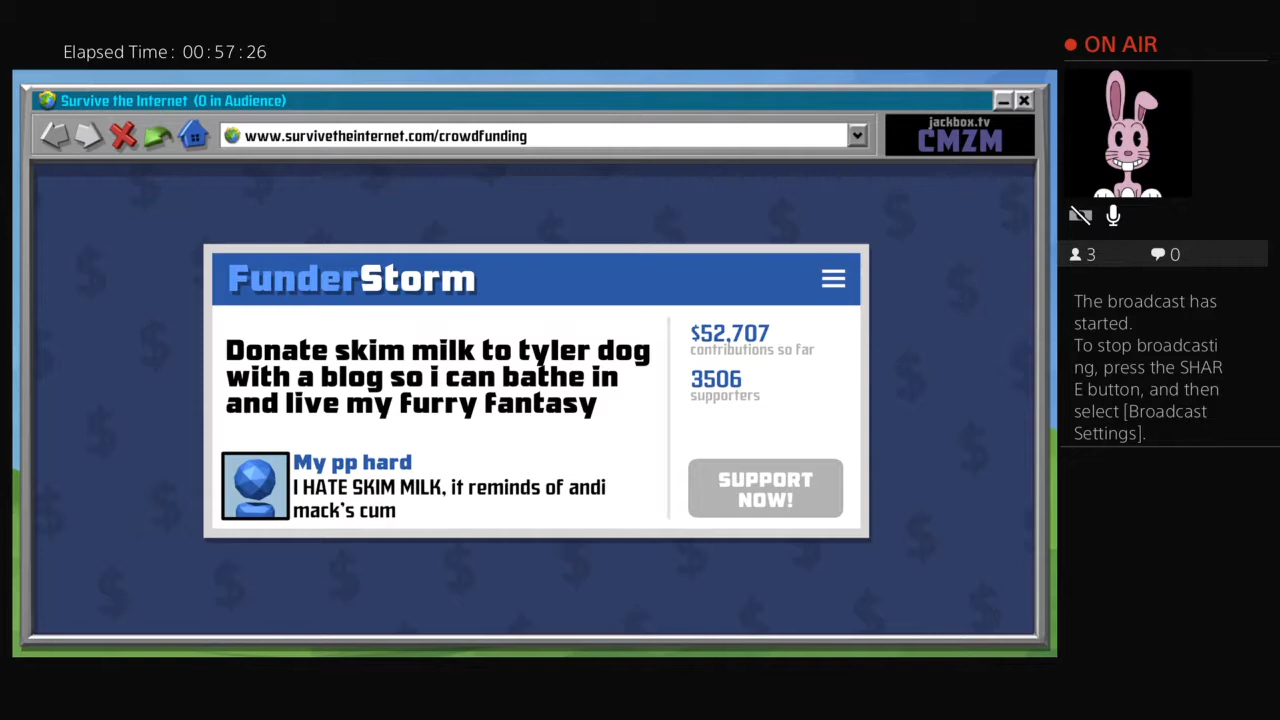 Elapsed Time: 00:57:26
ON AIR
Survive the Internet (0 in Audience)
www.survivetheinternet.com/crowdfunding
jackbox.tv
CMZM
FunderStorm
Donate skim milk to tyler dog
with a blog so i can bathe in
and live my furry fantasy
$52,707
contributions so far
3506
supporters
My pp hard
I HATE SKIM MILK, it reminds of andi
mack's cum
SUPPORT
NOW!
3
0
The broadcast has
started.
To stop broadcasti
ng, press the SHAR
E button, and then
select [Broadcast
Settings].